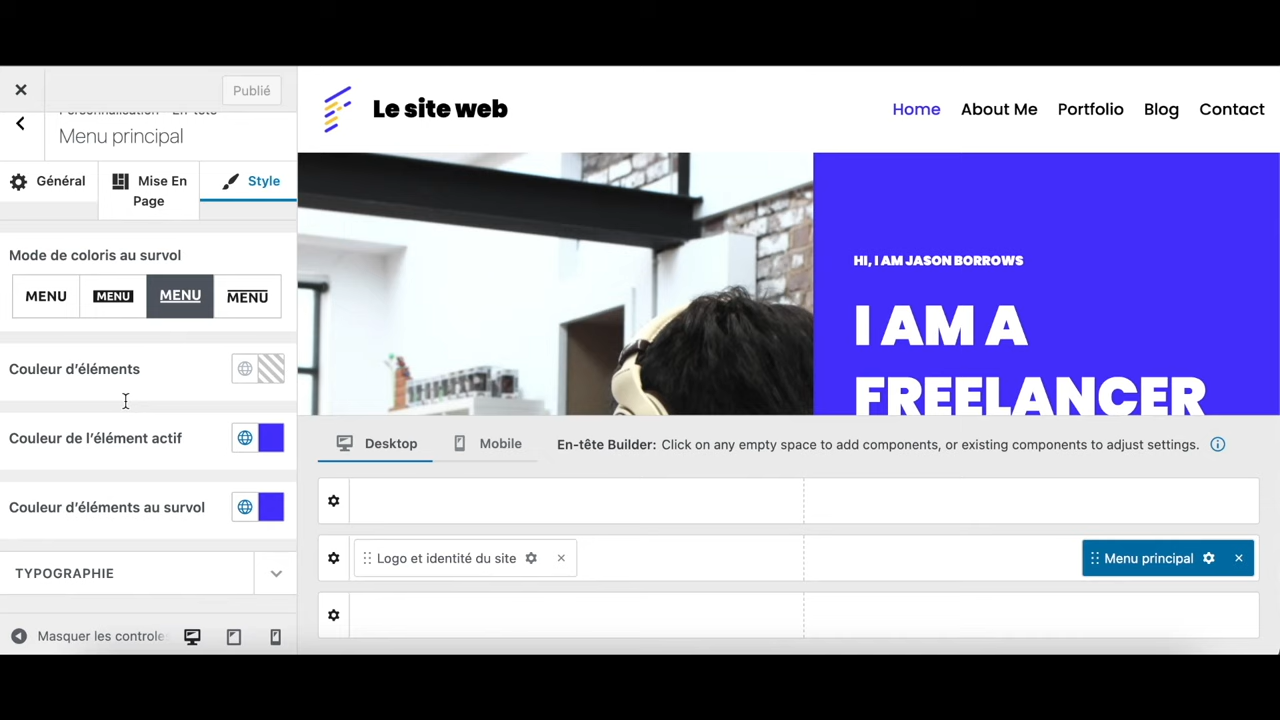 Publié
Personnalisation En-tête
Menu principal
Général
Mise En
Page
Style
Mode de coloris au survol
MENU
MENU
MENU
MENU
Couleur d'éléments
Couleur de l'élément actif
Couleur d'éléments au survol
TYPOGRAPHIE
Masquer les controle
Le site web
Home
About Me
Portfolio
Blog
Contact
HI, I AM JASON BORROWS
I AM A
FREELANCER
Desktop
Mobile
En-tête Builder: Click on any empty space to add components, or existing components to adjust settings.
Logo et identité du site
Menu principal